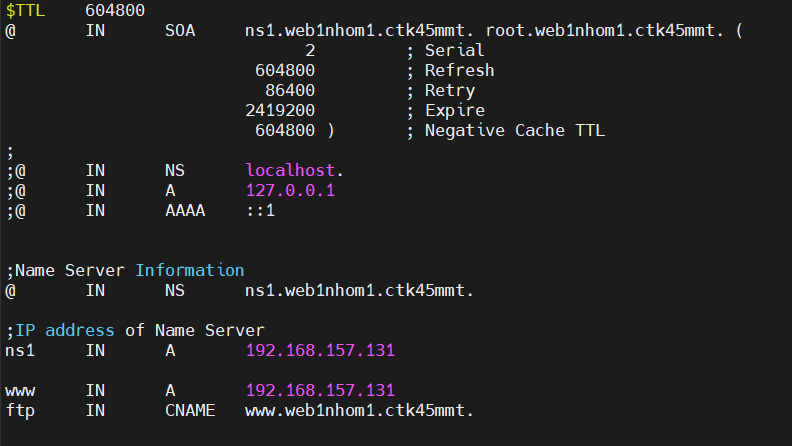 $TTL    604800
@       IN      SOA     ns1.web1nhom1.ctk45mmt. root.web1nhom1.ctk45mmt. (
                              2         ; Serial
                         604800         ; Refresh
                          86400         ; Retry
                        2419200         ; Expire
                         604800 )       ; Negative Cache TTL
;
;@      IN      NS      localhost.
;@      IN      A       127.0.0.1
;@      IN      AAAA    ::1
;Name Server Information
@       IN      NS      ns1.web1nhom1.ctk45mmt.
;IP address of Name Server
ns1     IN      A       192.168.157.131
www     IN      A       192.168.157.131
ftp     IN      CNAME   www.web1nhom1.ctk45mmt.